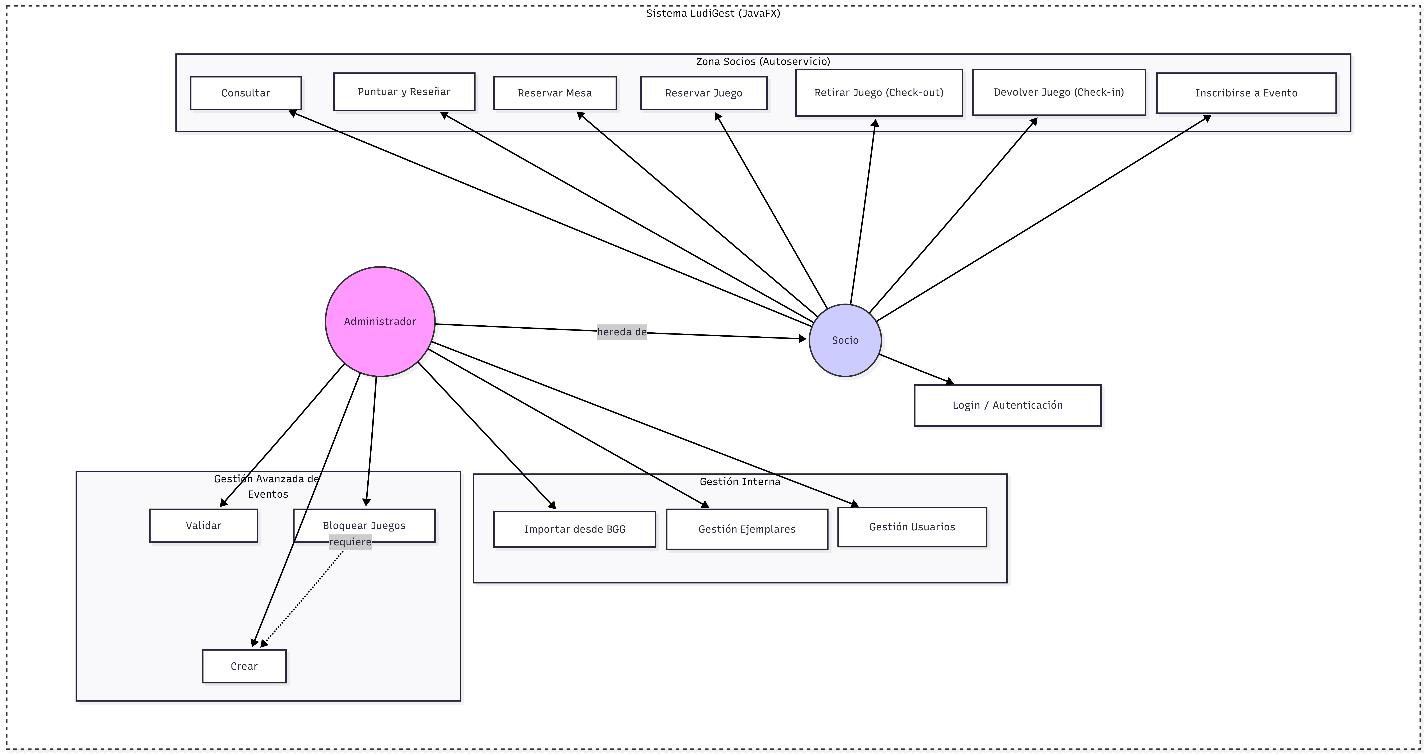 Sistema LudiGest (JavaFX)
Zona Socios (Autoservicio)
Consultar
Puntuar y Reseñar
Reservar Mesa
Reservar Juego
Retirar Juego (Check-out)
Devolver Juego (Check-in)
Inscribirse a Evento
Administrador
hereda de
Socio
Login / Autenticación
Gestión Avanzada de
Eventos
Validar
Bloquear Juegos
requiere
Crear
Gestión Interna
Importar desde BGG
Gestión Ejemplares
Gestión Usuarios